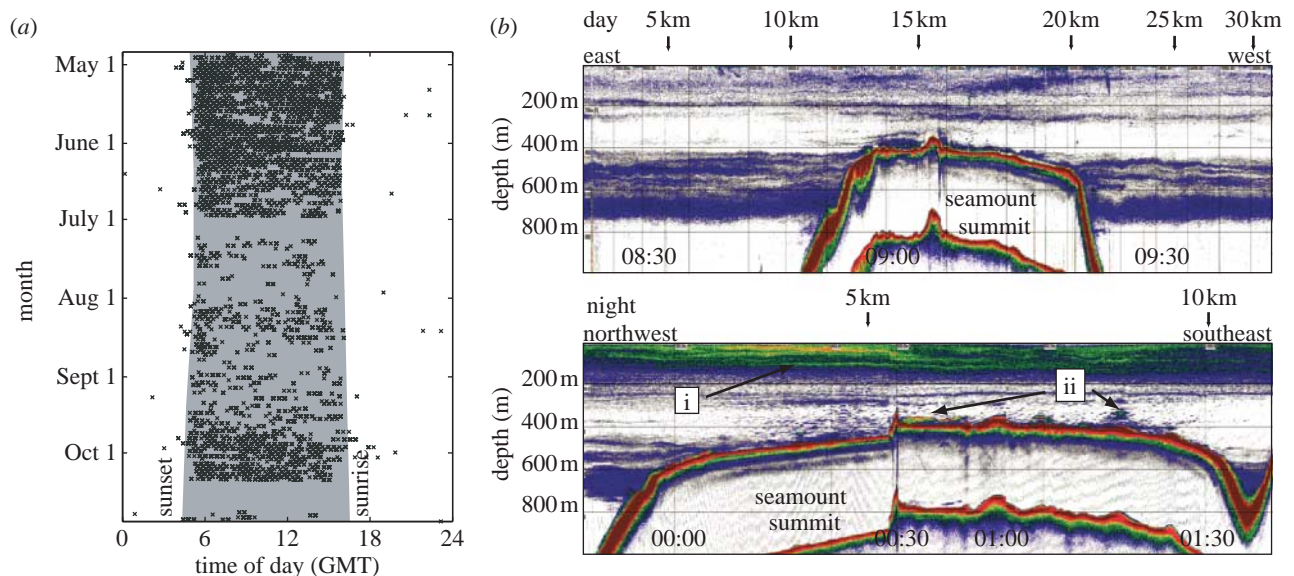 (a)
May 1
June 1
July 1
Aug 1
Sept 1
Oct 1
month
sunset
sunrise
0 6 12 18 24
time of day (GMT)
(b)
day 5 km 10 km 15 km 20 km 25 km 30 km
east west
200 m
400 m
600 m
800 m
depth (m)
seamount
summit
08:30 09:00 09:30
5 km 10 km
night
northwest southeast
200 m
400 m
600 m
800 m
depth (m)
i
ii
seamount
summit
00:00 00:30 01:00 01:30